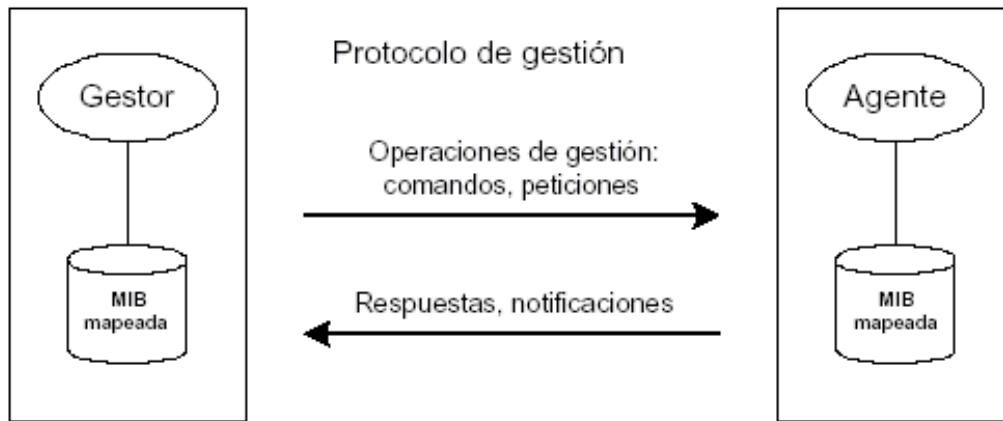 Protocolo de gestión
Gestor
Agente
Operaciones de gestión:
comandos, peticiones
MIB
mapeada
Respuestas, notificaciones
MIB
mapeada